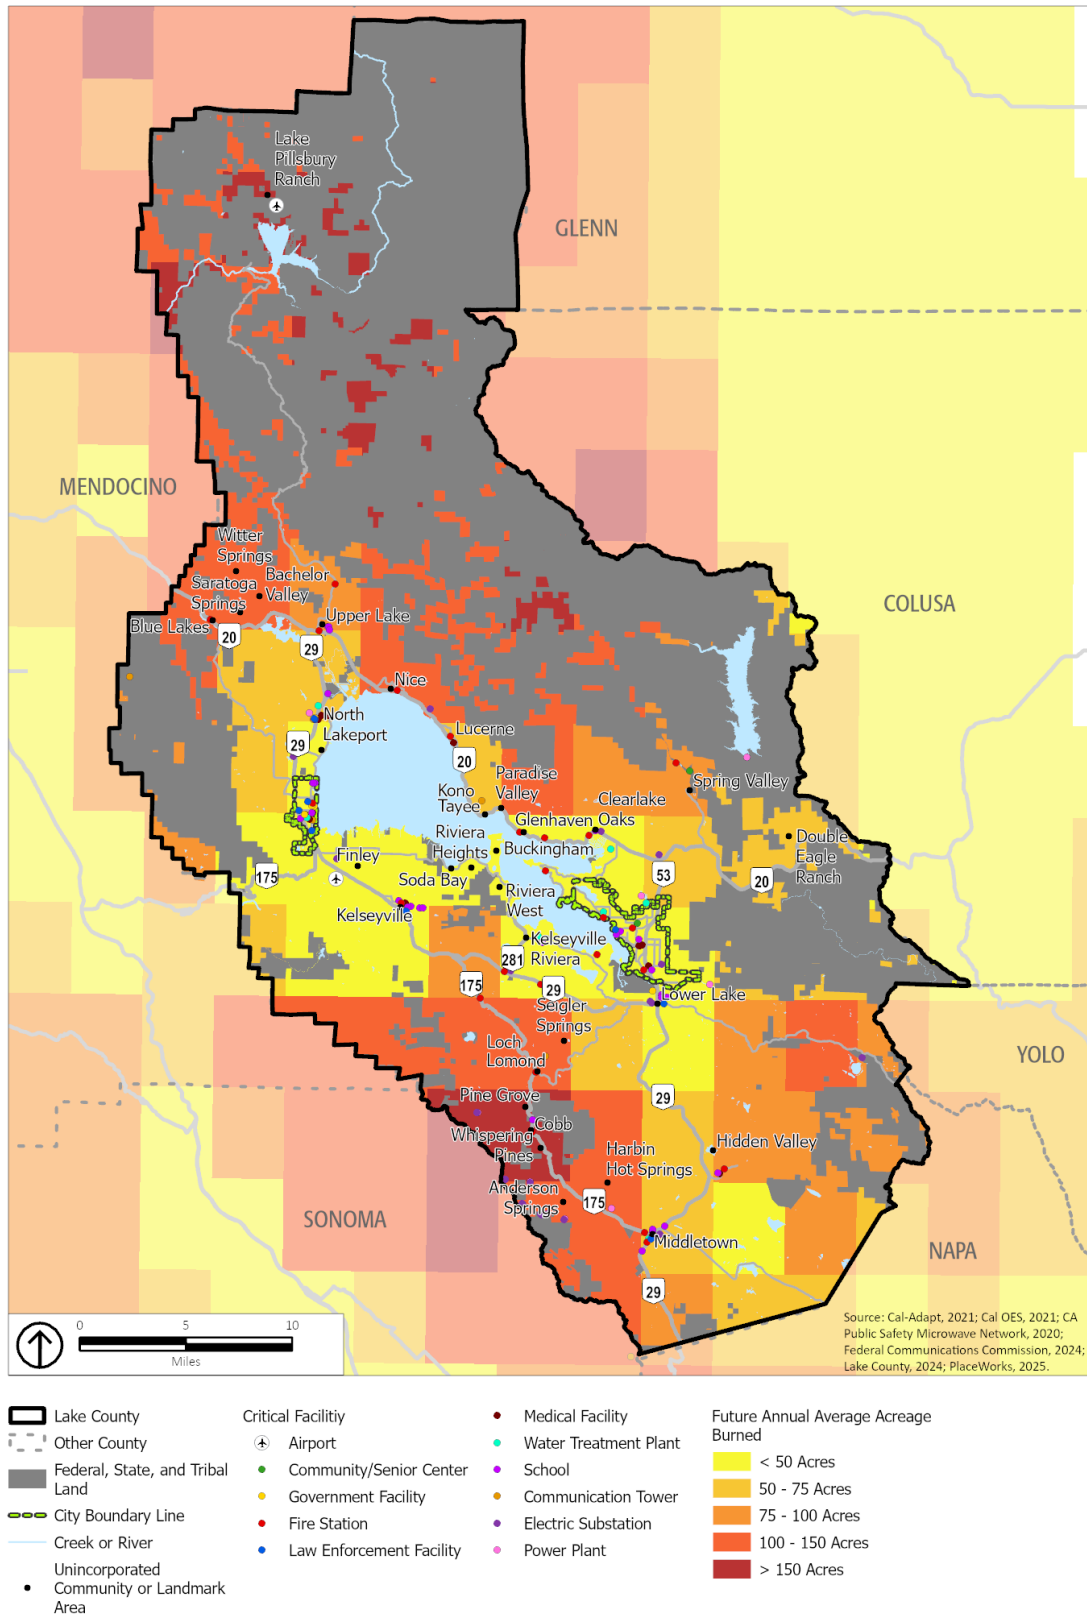 Lake
Pillsbury
Ranch
GLENN
MENDOCINO
Witter
Springs
Bachelor
Valley
Saratoga
Springs
Blue Lakes
20
Upper Lake
29
COLUSA
Nice
North
Lakeport
29
Lucerne
20
Paradise
Valley
Spring Valley
Kono
Tayee
Clearlake
Oaks
Glenhaven
Riviera
Heights
Buckingham
Double
Eagle
Ranch
Finley
175
Soda Bay
53
20
Riviera
West
Kelseyville
Kelseyville
Riviera
281
175
29
Lower Lake
Seigler
Springs
Loch
Lomond
YOLO
Pine Grove
29
Cobb
Whispering
Pines
Hidden Valley
Harbin
Hot Springs
Anderson
Springs
175
SONOMA
Middletown
NAPA
29
0 5 10
Miles
Source: Cal-Adapt, 2021; Cal OES, 2021; CA
Public Safety Microwave Network, 2020;
Federal Communications Commission, 2024;
Lake County, 2024; PlaceWorks, 2025.
Lake County
Other County
Federal, State, and Tribal
Land
City Boundary Line
Creek or River
Unincorporated
Community or Landmark
Area
Critical Facilitiy
Airport
Community/Senior Center
Government Facility
Fire Station
Law Enforcement Facility
Medical Facility
Water Treatment Plant
School
Communication Tower
Electric Substation
Power Plant
Future Annual Average Acreage
Burned
< 50 Acres
50 - 75 Acres
75 - 100 Acres
100 - 150 Acres
> 150 Acres